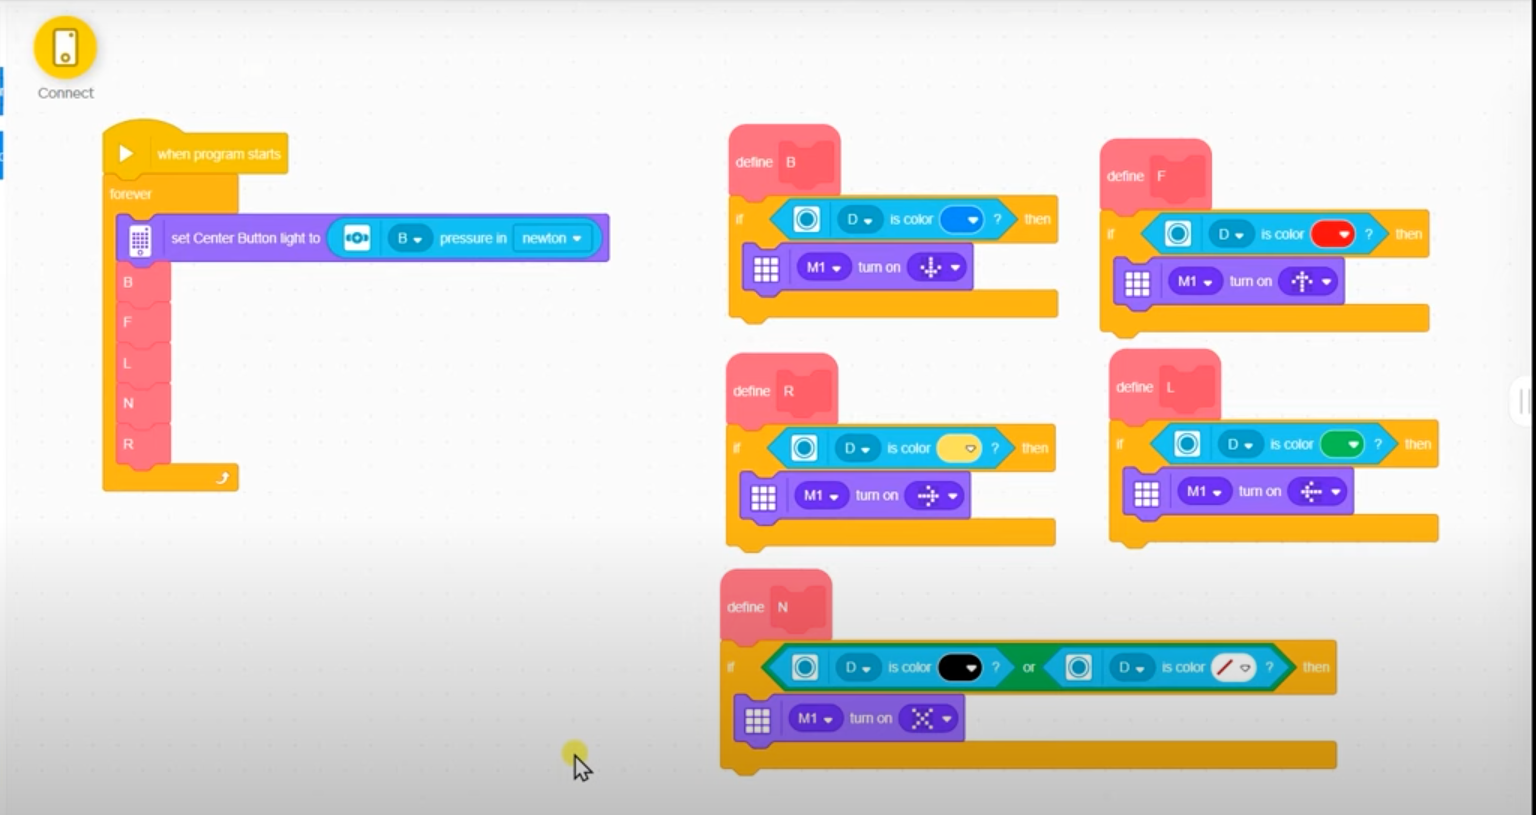 Connect
when program starts
forever
set Center Button light to B pressure in newton
B
F
L
N
R
define B
if D is color ? then
M1 turn on
define F
if D is color ? then
M1 turn on
define R
if D is color ? then
M1 turn on
define L
if D is color ? then
M1 turn on
define N
if D is color ? or D is color ? then
M1 turn on